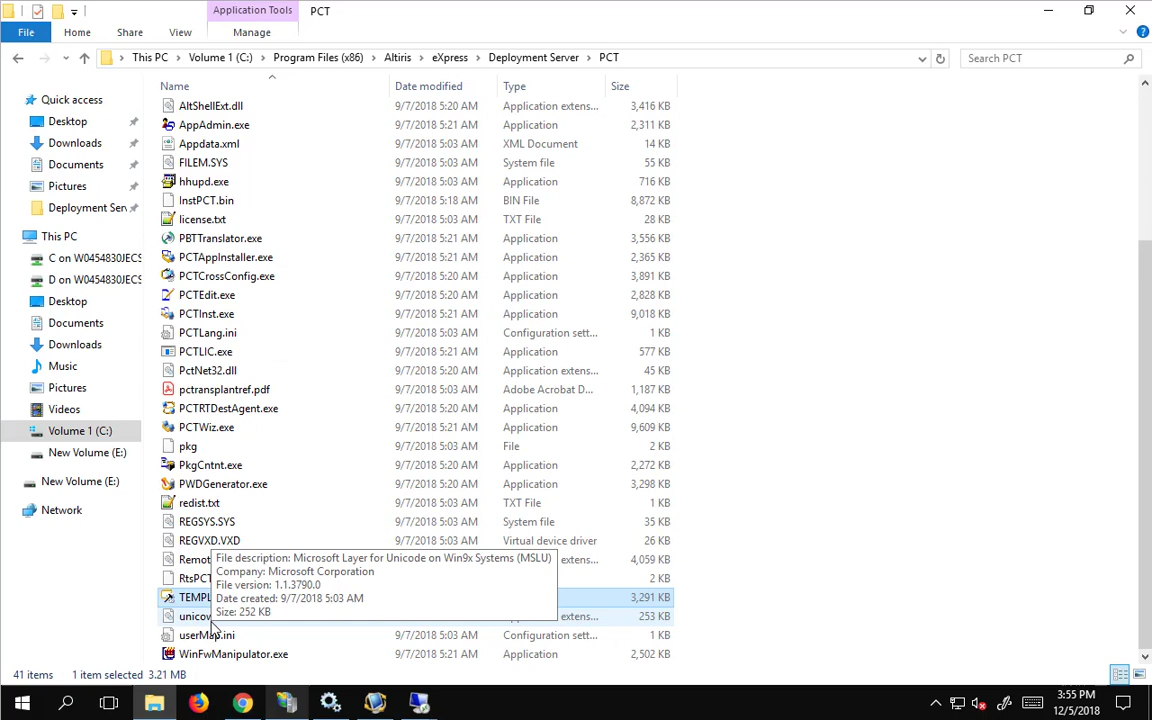 Application Tools
PCT
File
Home
Share
View
Manage
This PC
Volume 1 (C:)
Program Files (x86)
Altiris
eXpress
Deployment Server
PCT
Search PCT
Name
Date modified
Type
Size
Quick access
Desktop
Downloads
Documents
Pictures
Deployment Serv
This PC
C on W0454830JECS
D on W0454830JECS
Desktop
Documents
Downloads
Music
Pictures
Videos
Volume 1 (C:)
New Volume (E:)
New Volume (E:)
Network
AltShellExt.dll 9/7/2018 5:20 AM Application extens... 3,416 KB
AppAdmin.exe 9/7/2018 5:21 AM Application 2,311 KB
Appdata.xml 9/7/2018 5:03 AM XML Document 14 KB
FILEM.SYS 9/7/2018 5:03 AM System file 55 KB
hhupd.exe 9/7/2018 5:03 AM Application 716 KB
InstPCT.bin 9/7/2018 5:18 AM BIN File 8,872 KB
license.txt 9/7/2018 5:03 AM TXT File 28 KB
PBTTranslator.exe 9/7/2018 5:21 AM Application 3,556 KB
PCTAppInstaller.exe 9/7/2018 5:21 AM Application 2,365 KB
PCTCrossConfig.exe 9/7/2018 5:20 AM Application 3,891 KB
PCTEdit.exe 9/7/2018 5:20 AM Application 2,828 KB
PCTInst.exe 9/7/2018 5:21 AM Application 9,018 KB
PCTLang.ini 9/7/2018 5:03 AM Configuration sett... 1 KB
PCTLIC.exe 9/7/2018 5:21 AM Application 577 KB
PctNet32.dll 9/7/2018 5:20 AM Application extens... 45 KB
pctransplantref.pdf 9/7/2018 5:03 AM Adobe Acrobat D... 1,187 KB
PCTRTDestAgent.exe 9/7/2018 5:21 AM Application 4,094 KB
PCTWiz.exe 9/7/2018 5:21 AM Application 9,609 KB
pkg 9/7/2018 5:03 AM File 2 KB
PkgCntnt.exe 9/7/2018 5:20 AM Application 2,272 KB
PWDGenerator.exe 9/7/2018 5:20 AM Application 3,298 KB
redist.txt 9/7/2018 5:03 AM TXT File 1 KB
REGSYS.SYS 9/7/2018 5:03 AM System file 35 KB
REGVXD.VXD 9/7/2018 5:03 AM Virtual device driver 26 KB
Remot extens... 4,059 KB
RtsPCT 2 KB
TEMPL 3,291 KB
unicow extens... 253 KB
userMap.ini 9/7/2018 5:03 AM Configuration sett... 1 KB
WinFwManipulator.exe 9/7/2018 5:21 AM Application 2,502 KB
File description: Microsoft Layer for Unicode on Win9x Systems (MSLU)
Company: Microsoft Corporation
File version: 1.1.3790.0
Date created: 9/7/2018 5:03 AM
Size: 252 KB
41 items 1 item selected 3.21 MB
3:55 PM
12/5/2018